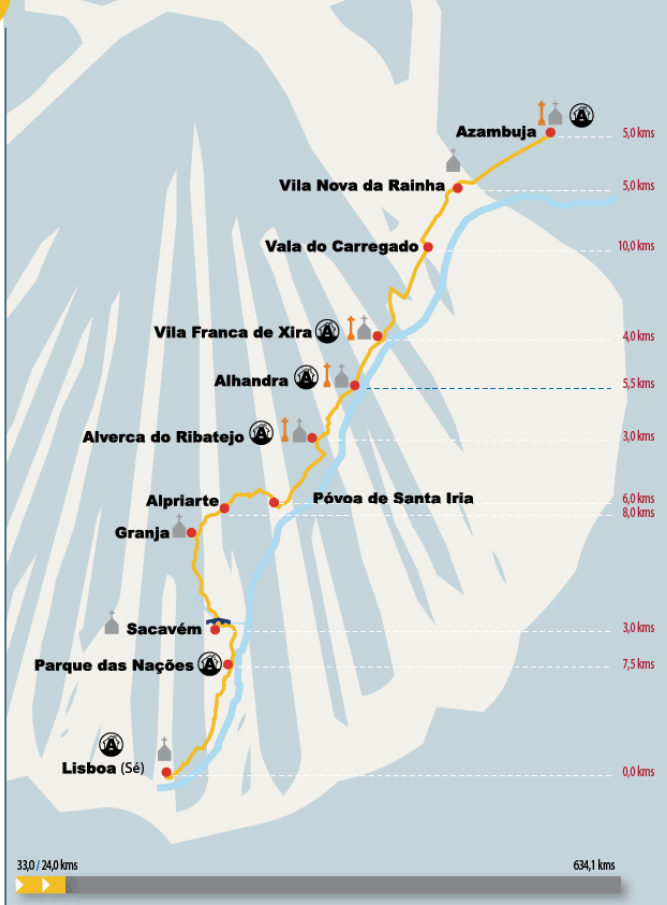 A
Azambuja
5,0 kms
Vila Nova da Rainha
5,0 kms
Vala do Carregado
10,0 kms
Vila Franca de Xira A
4,0 kms
Alhandra A
5,5 kms
Alverca do Ribatejo A
3,0 kms
Alpriarte
Póvoa de Santa Iria
6,0 kms
8,0 kms
Granja
Sacavém
3,0 kms
Parque das Nações A
7,5 kms
A
Lisboa (Sé)
0,0 kms
33,0 / 24,0 kms
634,1 kms